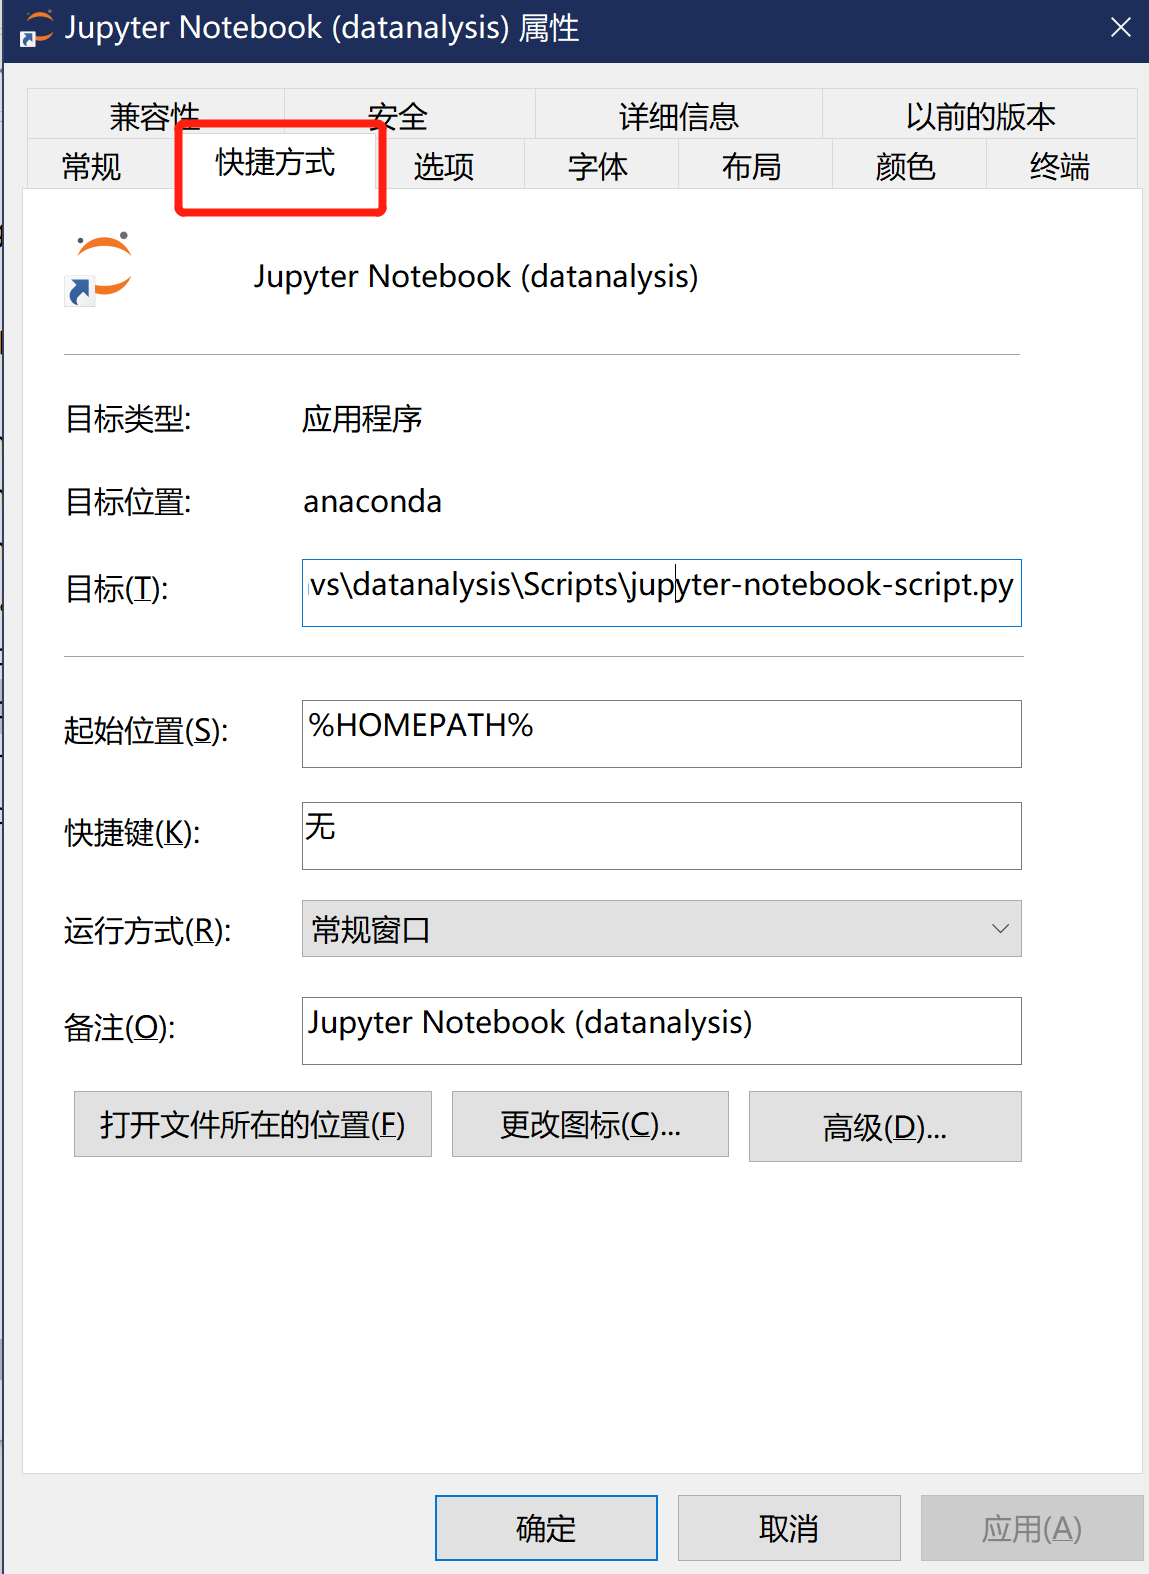 Jupyter Notebook (datanalysis) 属性
兼容性 安全 详细信息 以前的版本
常规 快捷方式 选项 字体 布局 颜色 终端
Jupyter Notebook (datanalysis)
目标类型: 应用程序
目标位置: anaconda
目标(T): vs\datanalysis\Scripts\jupyter-notebook-script.py
起始位置(S): %HOMEPATH%
快捷键(K): 无
运行方式(R): 常规窗口
备注(O): Jupyter Notebook (datanalysis)
打开文件所在的位置(F) 更改图标(C)... 高级(D)...
确定 取消 应用(A)